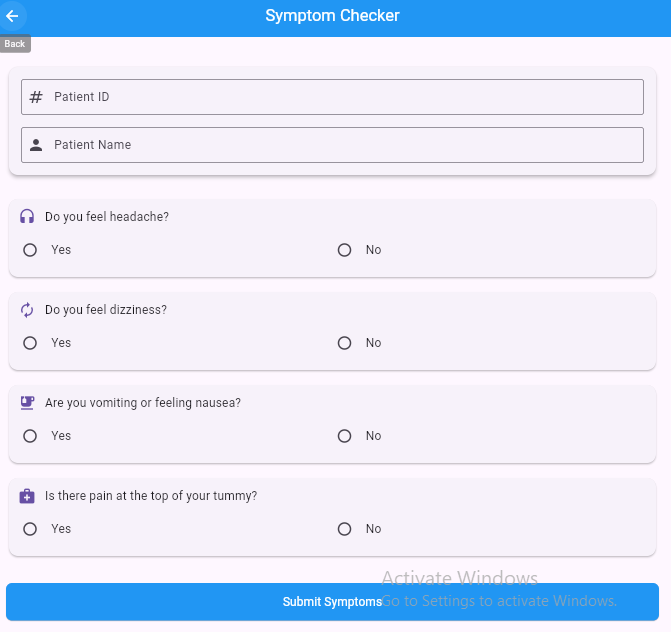 Symptom Checker
Back
Patient ID
Patient Name
Do you feel headache?
Yes No
Do you feel dizziness?
Yes No
Are you vomiting or feeling nausea?
Yes No
Is there pain at the top of your tummy?
Yes No
Activate Windows
Submit Symptoms
Go to Settings to activate Windows.